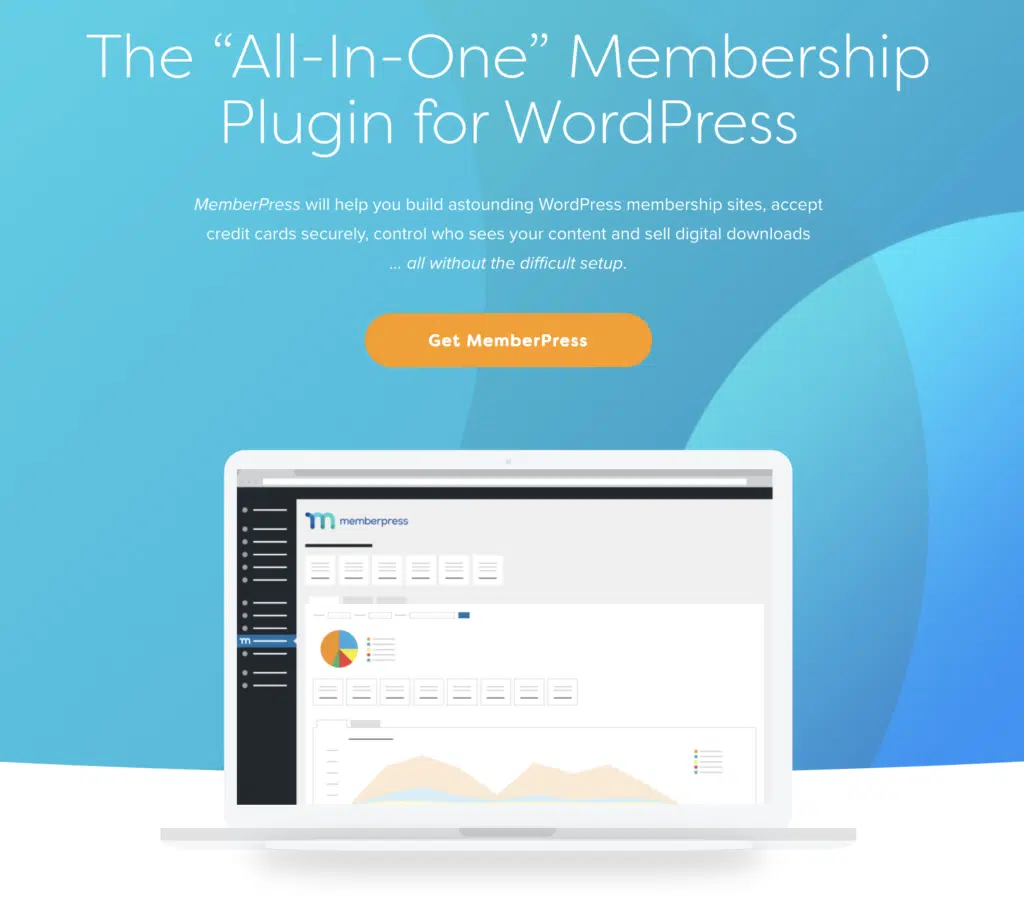 The “All-In-One” Membership
Plugin for WordPress
MemberPress will help you build astounding WordPress membership sites, accept
credit cards securely, control who sees your content and sell digital downloads
... all without the difficult setup.
Get MemberPress
m memberpress
m